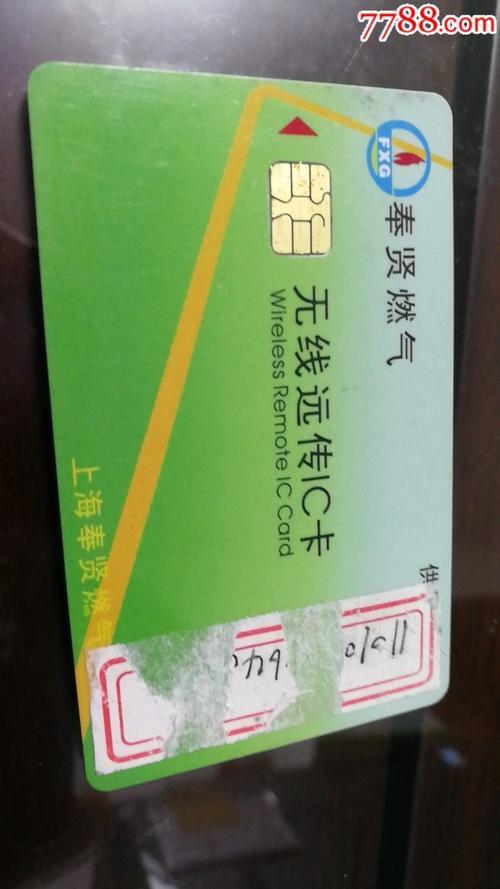 7788.com
FXG
奉贤燃气
无线远传IC卡
Wireless Remote IC Card
供
上海奉贤燃气